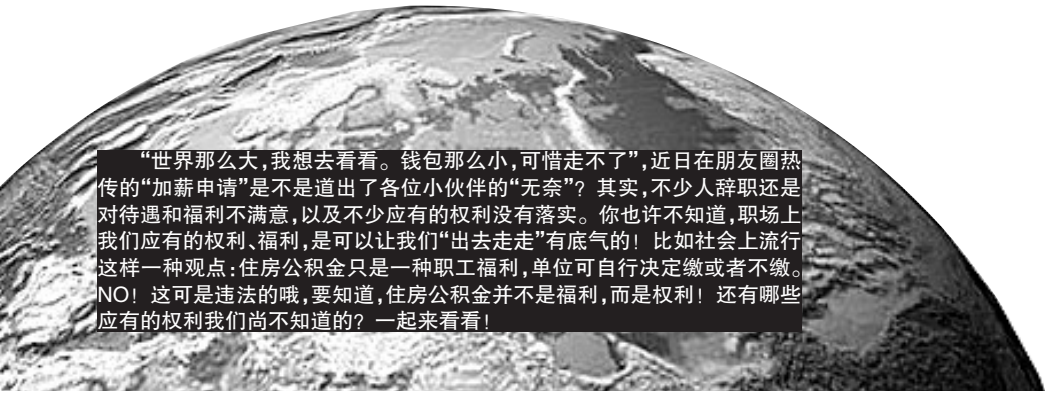 “世界那么大,我想去看看。钱包那么小,可惜走不了”,近日在朋友圈热
传的“加薪申请”是不是道出了各位小伙伴的“无奈”？其实,不少人辞职还是
对待遇和福利不满意,以及不少应有的权利没有落实。你也许不知道,职场上
我们应有的权利、福利,是可以让我们“出去走走”有底气的！比如社会上流行
这样一种观点:住房公积金只是一种职工福利,单位可自行决定缴或者不缴。
NO！这可是违法的哦,要知道,住房公积金并不是福利,而是权利！还有哪些
应有的权利我们尚不知道的？一起来看看！